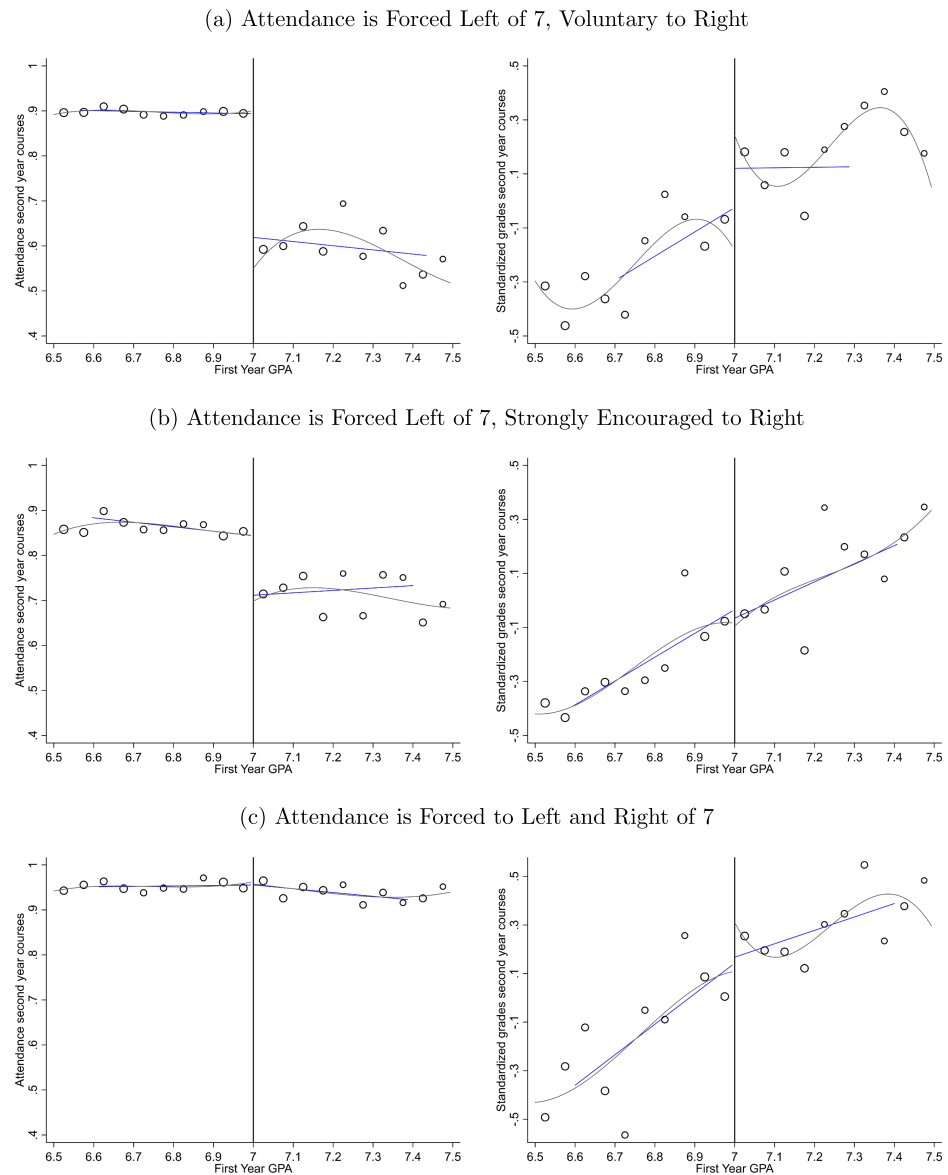 (a) Attendance is Forced Left of 7, Voluntary to Right
Attendance second year courses
1
.9
.8
.7
.6
.5
.4
6.5 6.6 6.7 6.8 6.9 7 7.1 7.2 7.3 7.4 7.5
First Year GPA
Standardized grades second year courses
.5
.3
.1
-.1
-.3
-.5
6.5 6.6 6.7 6.8 6.9 7 7.1 7.2 7.3 7.4 7.5
First Year GPA
(b) Attendance is Forced Left of 7, Strongly Encouraged to Right
Attendance second year courses
1
.9
.8
.7
.6
.5
.4
6.5 6.6 6.7 6.8 6.9 7 7.1 7.2 7.3 7.4 7.5
First Year GPA
Standardized grades second year courses
.5
.3
.1
-.1
-.3
-.5
6.5 6.6 6.7 6.8 6.9 7 7.1 7.2 7.3 7.4 7.5
First Year GPA
(c) Attendance is Forced to Left and Right of 7
Attendance second year courses
1
.9
.8
.7
.6
.5
.4
6.5 6.6 6.7 6.8 6.9 7 7.1 7.2 7.3 7.4 7.5
First Year GPA
Standardized grades second year courses
.5
.3
.1
-.1
-.3
-.5
6.5 6.6 6.7 6.8 6.9 7 7.1 7.2 7.3 7.4 7.5
First Year GPA